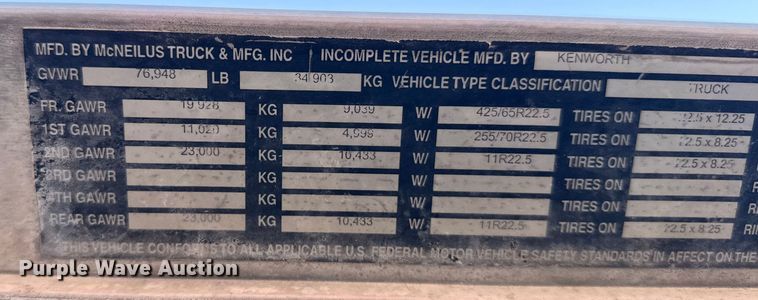 MFD. BY McNEILUS TRUCK & MFG. INC INCOMPLETE VEHICLE MFD. BY KENWORTH
GVWR 76,948 LB 34,903 KG VEHICLE TYPE CLASSIFICATION TRUCK
FR. GAWR 19,928 KG 9,039 W/ 425/65R22.5 TIRES ON 22.5 x 12.25
1ST GAWR 11,020 KG 4,998 W/ 255/70R22.5 TIRES ON 22.5 x 8.25
2ND GAWR 23,000 KG 10,433 W/ 11R22.5 TIRES ON 22.5 x 8.25
3RD GAWR KG W/ TIRES ON
4TH GAWR KG W/ TIRES ON
REAR GAWR 23,000 KG 10,433 W/ 11R22.5 TIRES ON 22.5 x 8.25
THIS VEHICLE CONFORMS TO ALL APPLICABLE U.S. FEDERAL MOTOR VEHICLE SAFETY STANDARDS IN AFFECT ON THE
Purple Wave Auction